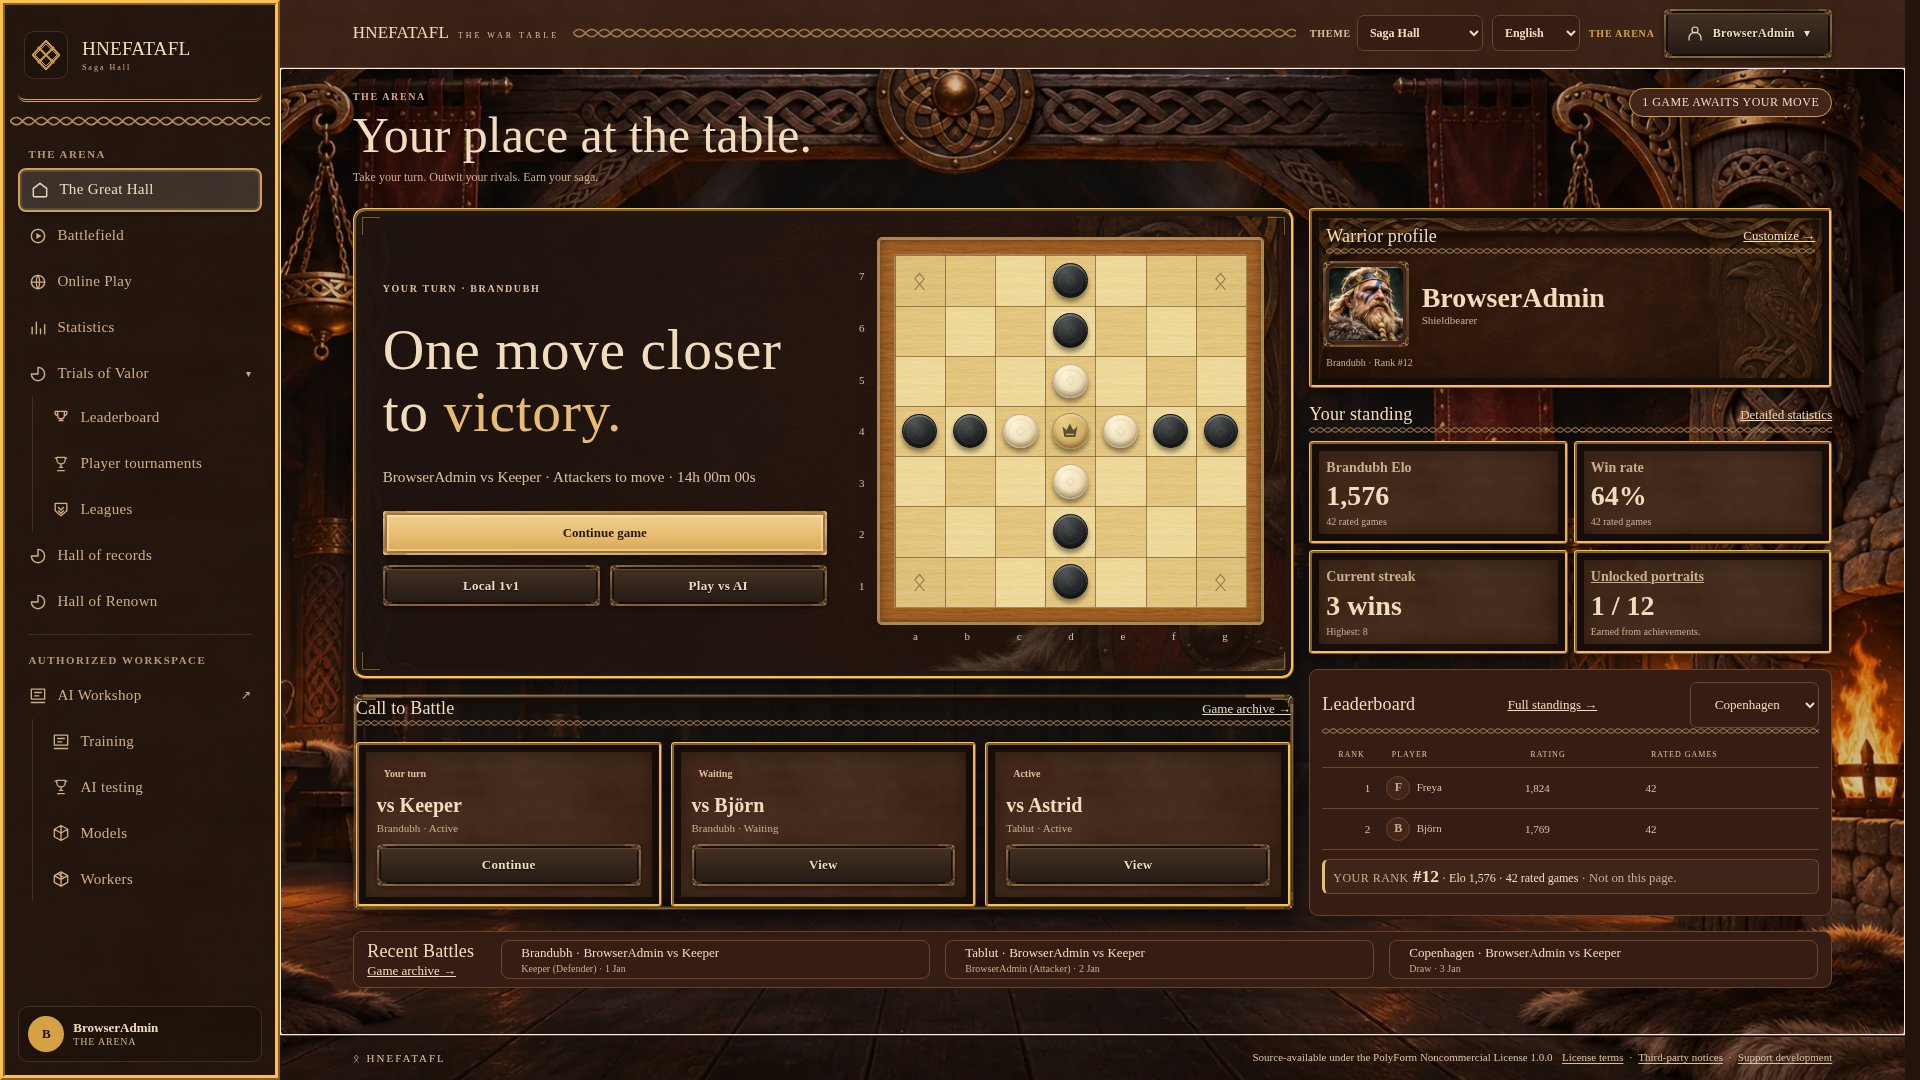 HNEFATAFL
Saga Hall
THE ARENA
The Great Hall
Battlefield
Online Play
Statistics
Trials of Valor ▾
Leaderboard
Player tournaments
Leagues
Hall of records
Hall of Renown
AUTHORIZED WORKSPACE
AI Workshop ↗
Training
AI testing
Models
Workers
B
BrowserAdmin
THE ARENA
HNEFATAFL THE WAR TABLE
THEME Saga Hall English THE ARENA BrowserAdmin ▾
THE ARENA
Your place at the table.
Take your turn. Outwit your rivals. Earn your saga.
1 GAME AWAITS YOUR MOVE
YOUR TURN · BRANDUBH
One move closer
to victory.
BrowserAdmin vs Keeper · Attackers to move · 14h 00m 00s
Continue game
Local 1v1 Play vs AI
7
6
5
4
3
2
1
a b c d e f g
Warrior profile Customize →
BrowserAdmin
Shieldbearer
Brandubh · Rank #12
Your standing Detailed statistics
Brandubh Elo
1,576
42 rated games
Win rate
64%
42 rated games
Current streak
3 wins
Highest: 8
Unlocked portraits
1 / 12
Earned from achievements.
Call to Battle Game archive →
Your turn
vs Keeper
Brandubh · Active
Continue
Waiting
vs Björn
Brandubh · Waiting
View
Active
vs Astrid
Tablut · Active
View
Leaderboard Full standings → Copenhagen
RANK PLAYER RATING RATED GAMES
1 F Freya 1,824 42
2 B Björn 1,769 42
YOUR RANK #12 · Elo 1,576 · 42 rated games · Not on this page.
Recent Battles
Game archive →
Brandubh · BrowserAdmin vs Keeper
Keeper (Defender) · 1 Jan
Tablut · BrowserAdmin vs Keeper
BrowserAdmin (Attacker) · 2 Jan
Copenhagen · BrowserAdmin vs Keeper
Draw · 3 Jan
ᛟ HNEFATAFL
Source-available under the PolyForm Noncommercial License 1.0.0 License terms · Third-party notices · Support development